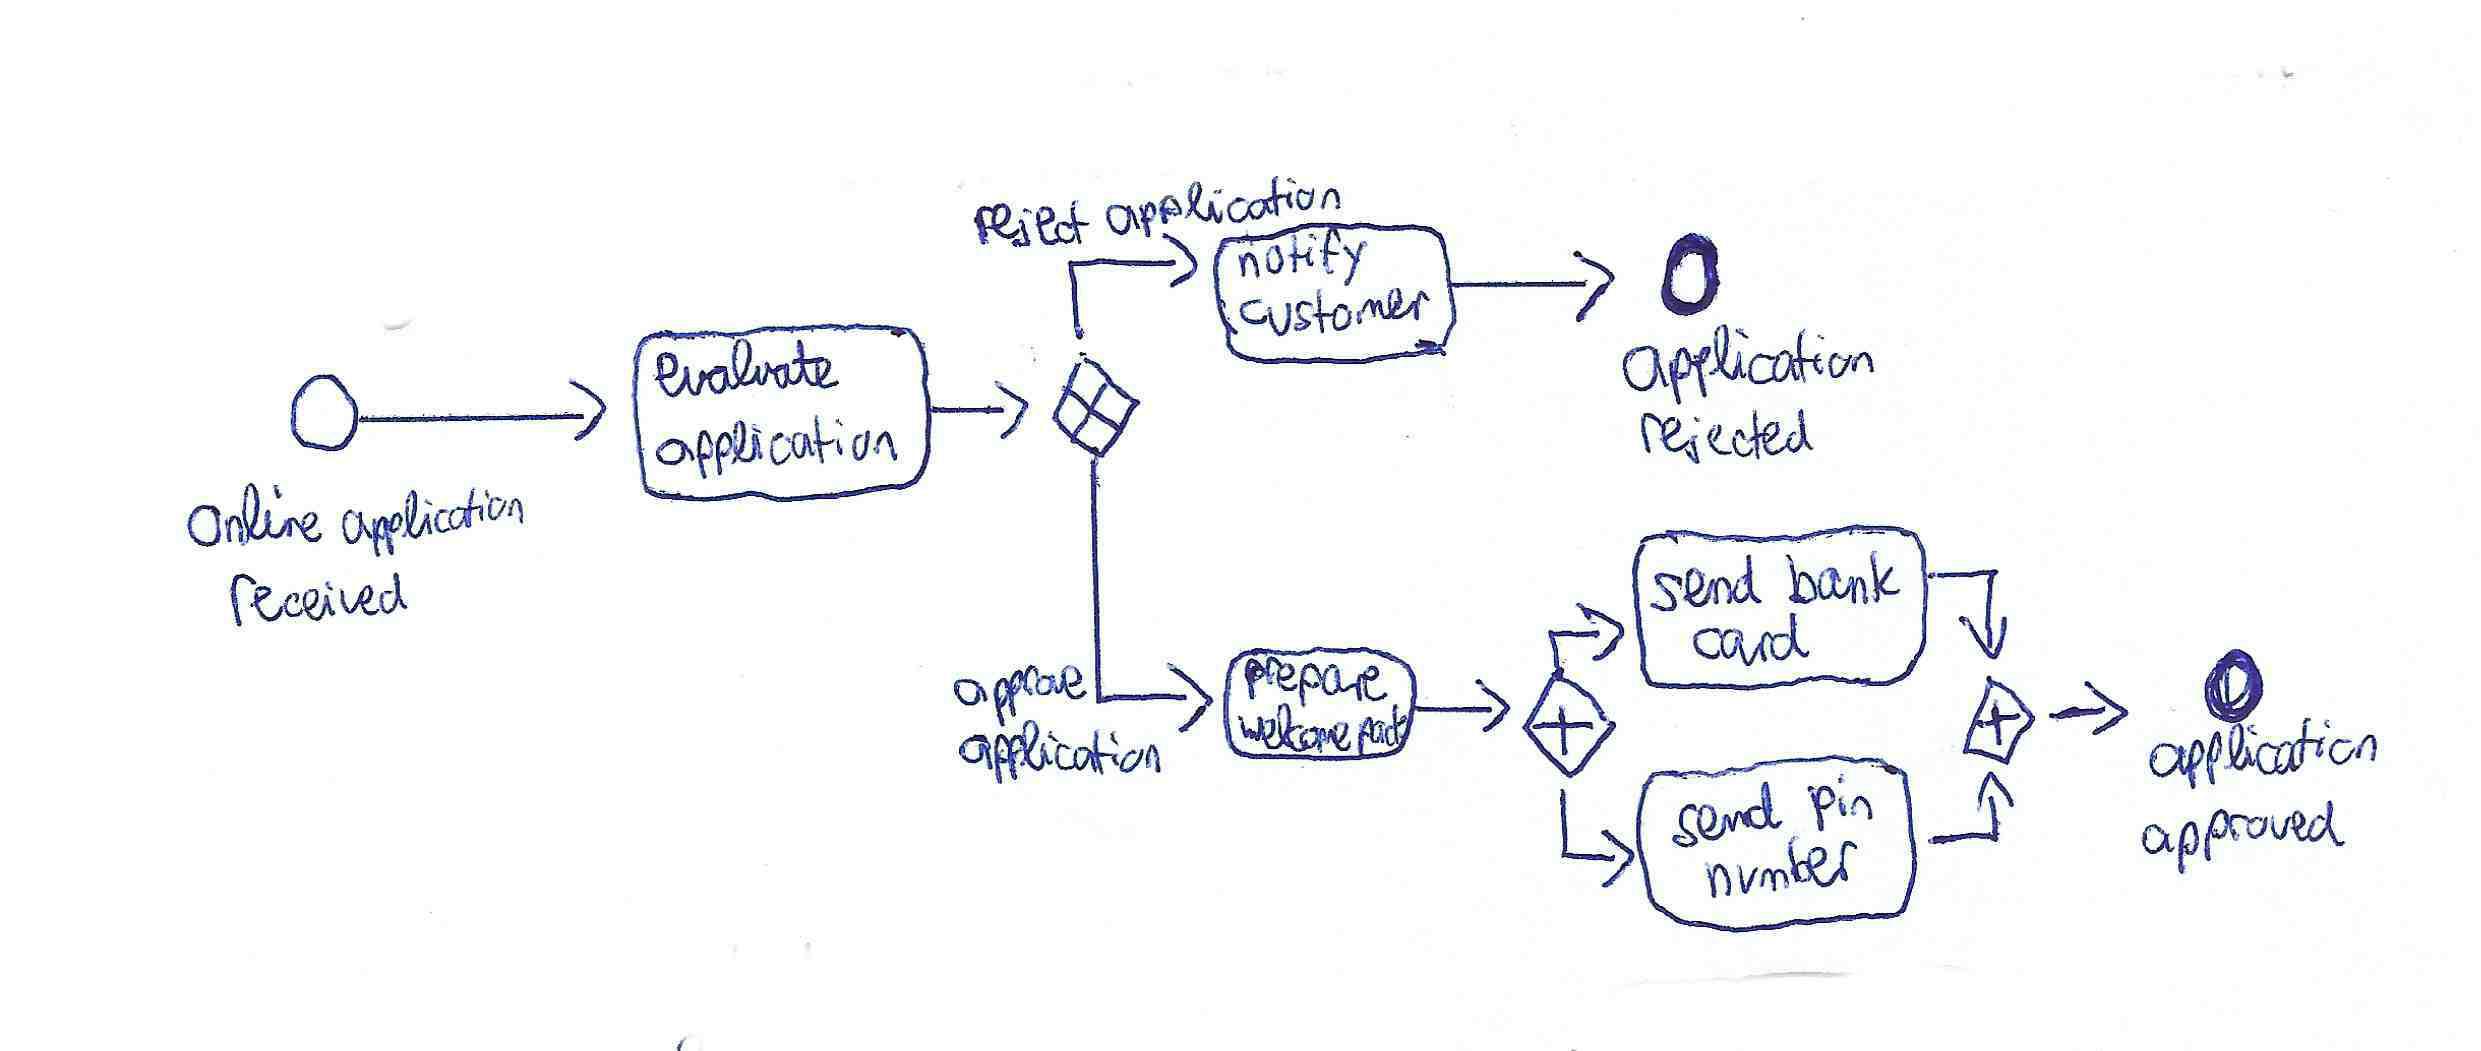 Online application
received
evaluate
application
reject application
notify
customer
application
rejected
approve
application
prepare
welcome pack
send bank
card
send pin
number
application
approved